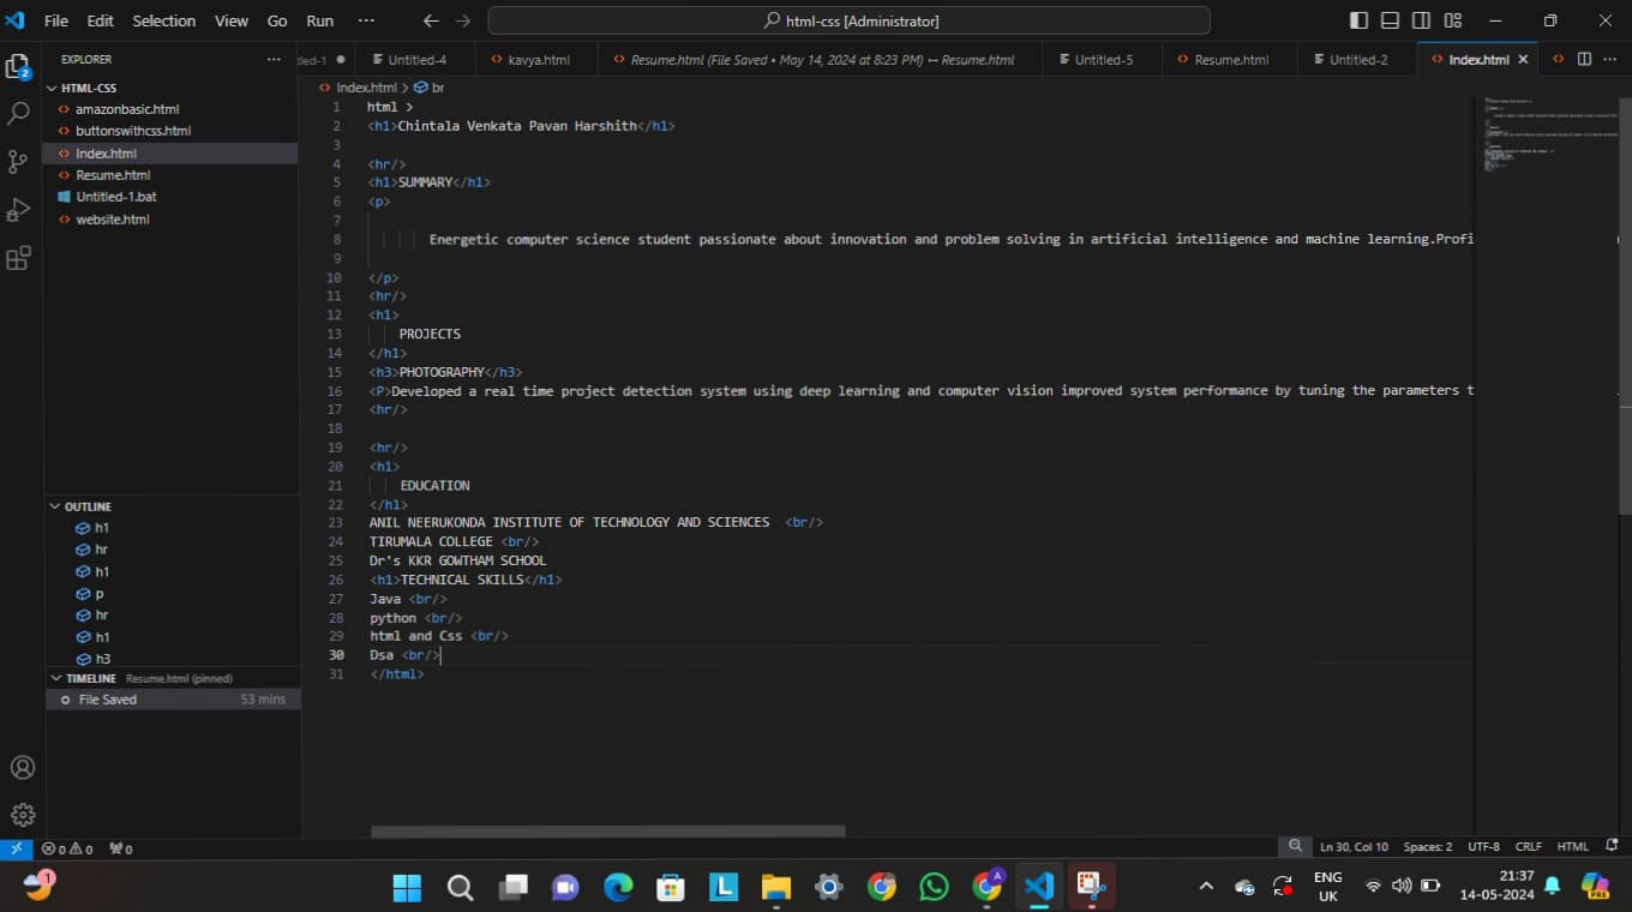 File Edit Selection View Go Run ··· ← → html-css [Administrator]
EXPLORER ···
HTML-CSS
amazonbasic.html
buttonswithcss.html
Index.html
Resume.html
Untitled-1.bat
website.html
OUTLINE
h1
hr
h1
p
hr
h1
h3
TIMELINE Resume.html (pinned)
File Saved 53 mins
led-1 ● Untitled-4 kavya.html Resume.html (File Saved • May 14, 2024 at 8:23 PM) ↔ Resume.html Untitled-5 Resume.html Untitled-2 Index.html ×
Index.html > br
1 html >
2 <h1>Chintala Venkata Pavan Harshith</h1>
3
4 <hr/>
5 <h1>SUMMARY</h1>
6 <p>
7
8 Energetic computer science student passionate about innovation and problem solving in artificial intelligence and machine learning.Profi
9
10 </p>
11 <hr/>
12 <h1>
13 PROJECTS
14 </h1>
15 <h3>PHOTOGRAPHY</h3>
16 <P>Developed a real time project detection system using deep learning and computer vision improved system performance by tuning the parameters t
17 <hr/>
18
19 <hr/>
20 <h1>
21 EDUCATION
22 </h1>
23 ANIL NEERUKONDA INSTITUTE OF TECHNOLOGY AND SCIENCES <br/>
24 TIRUMALA COLLEGE <br/>
25 Dr's KKR GOWTHAM SCHOOL
26 <h1>TECHNICAL SKILLS</h1>
27 Java <br/>
28 python <br/>
29 html and Css <br/>
30 Dsa <br/>
31 </html>
0 0 0 Ln 30, Col 10 Spaces: 2 UTF-8 CRLF HTML
ENG
UK
21:37
14-05-2024